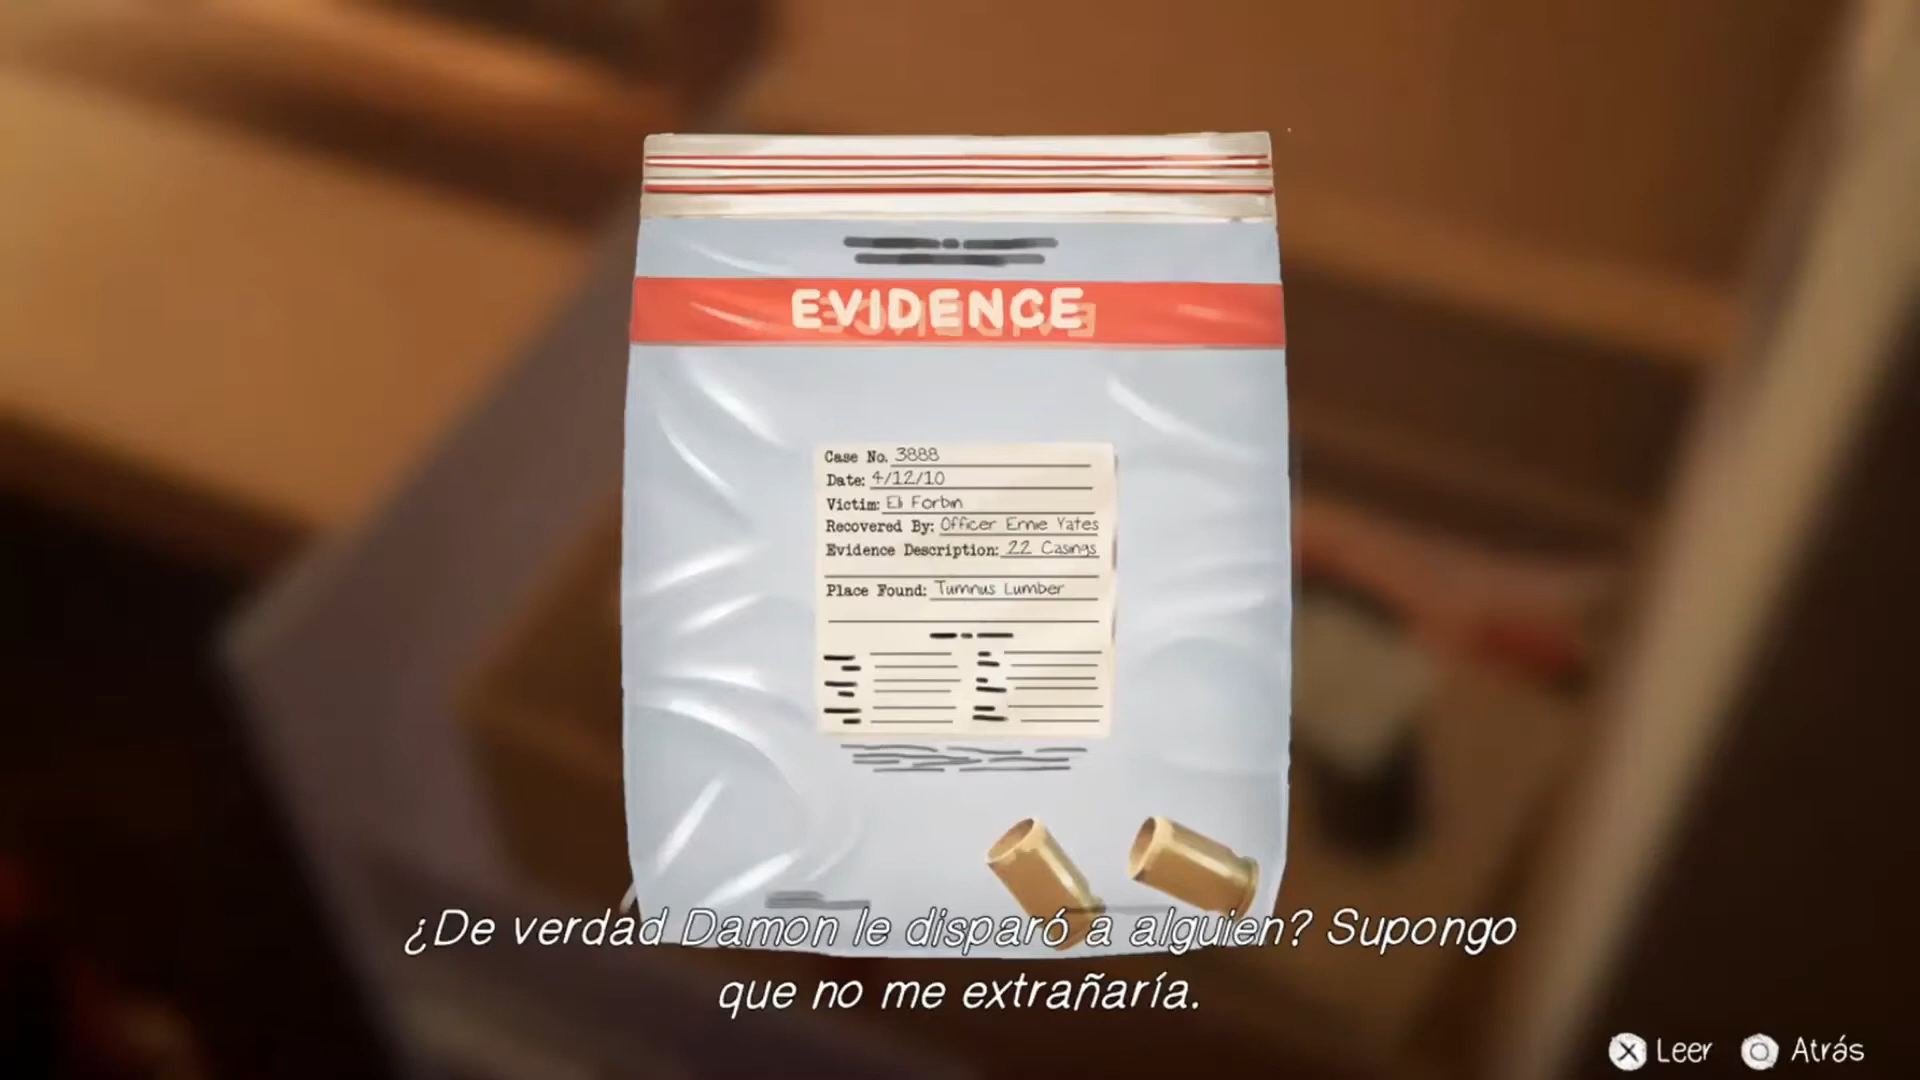 EVIDENCE
Case No. 3888
Date: 4/12/10
Victim: Eli Forbin
Recovered By: Officer Ernie Yates
Evidence Description: 22 Casings
Place Found: Tumnus Lumber
¿De verdad Damon le disparó a alguien? Supongo
que no me extrañaría.
X Leer O Atrás